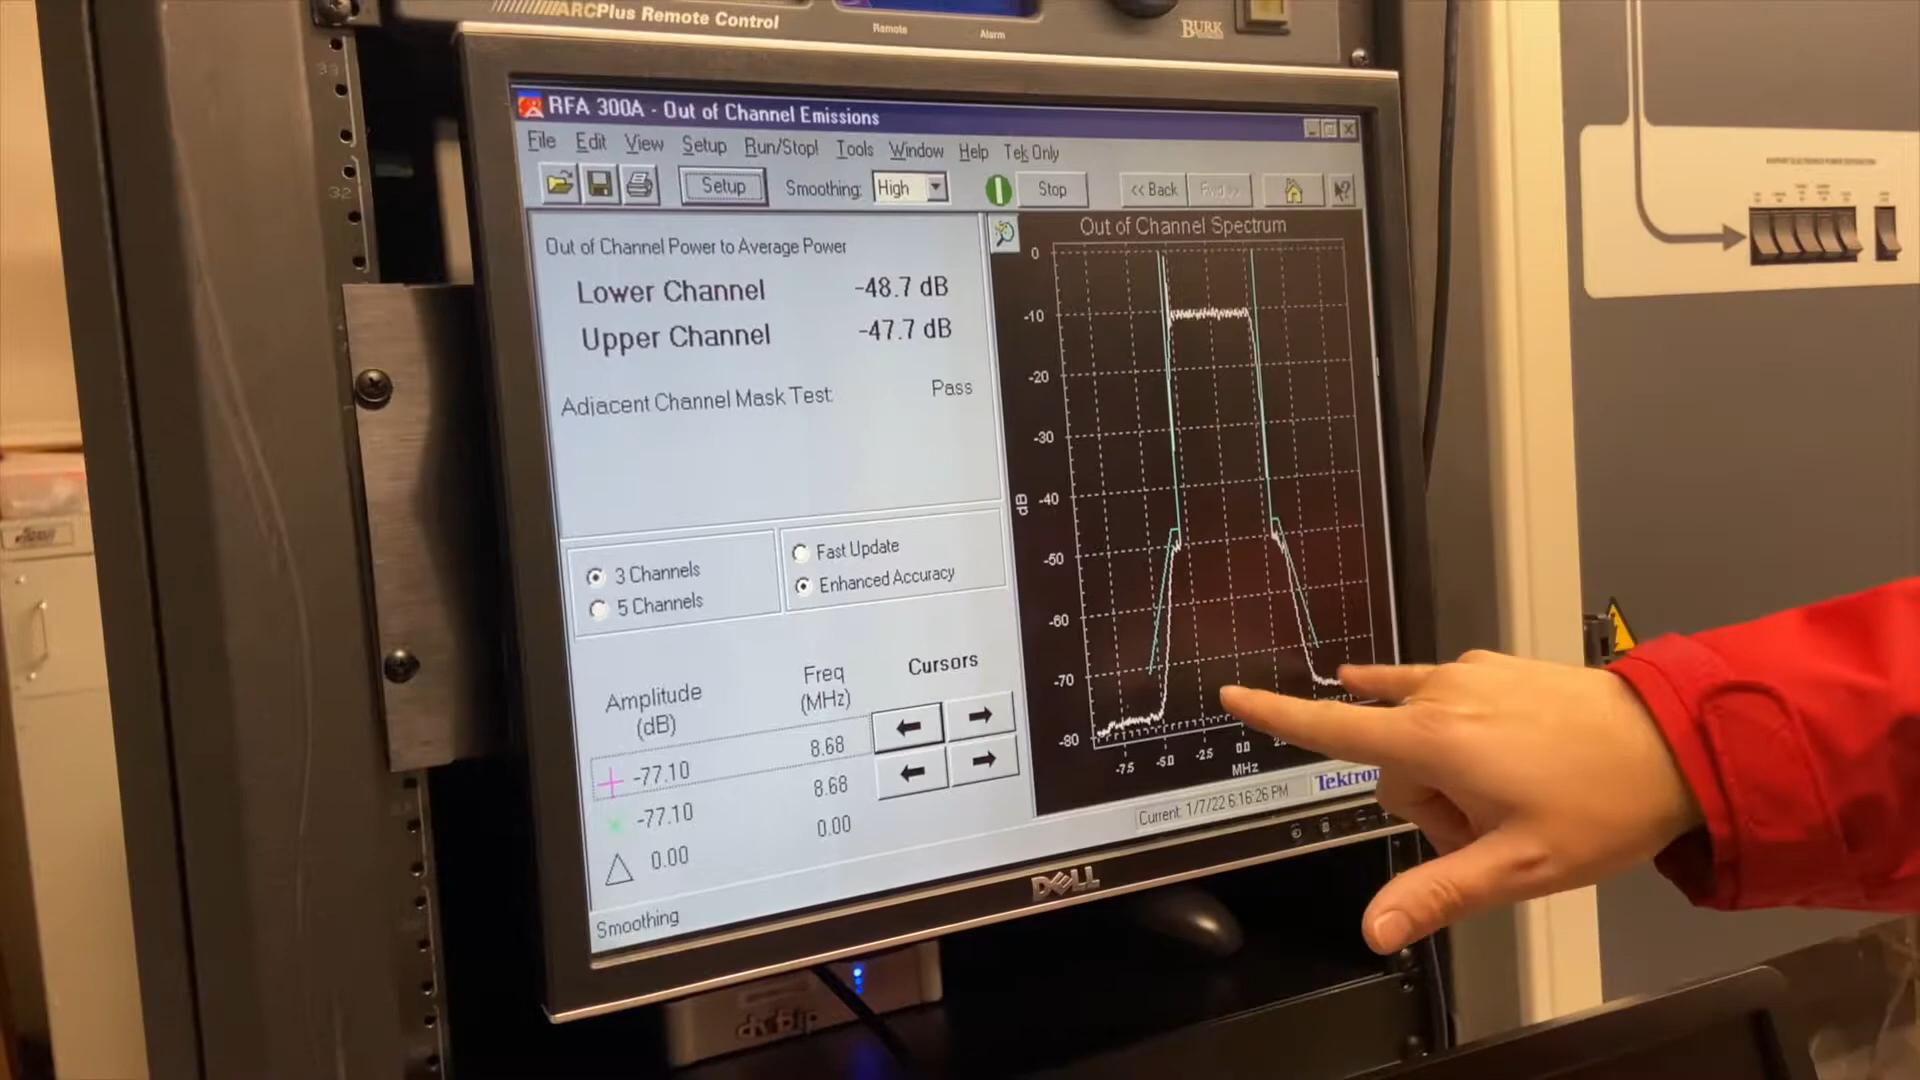 ARCPlus Remote Control
Remote
Alarm
BURK
33
32
RFA 300A - Out of Channel Emissions
File Edit View Setup Run/Stop! Tools Window Help Tek Only
Setup Smoothing: High Stop << Back Fwd >>
Out of Channel Power to Average Power
Lower Channel -48.7 dB
Upper Channel -47.7 dB
Adjacent Channel Mask Test: Pass
3 Channels
5 Channels
Fast Update
Enhanced Accuracy
Amplitude (dB)
Freq (MHz)
Cursors
-77.10 8.68
-77.10 8.68
0.00 0.00
Smoothing
Out of Channel Spectrum
0
-10
-20
-30
-40
-50
-60
-70
-80
dB
-7.5 -5.0 -2.5 0.0
MHz
Tektron
Current: 1/7/22 6:16:26 PM
DELL